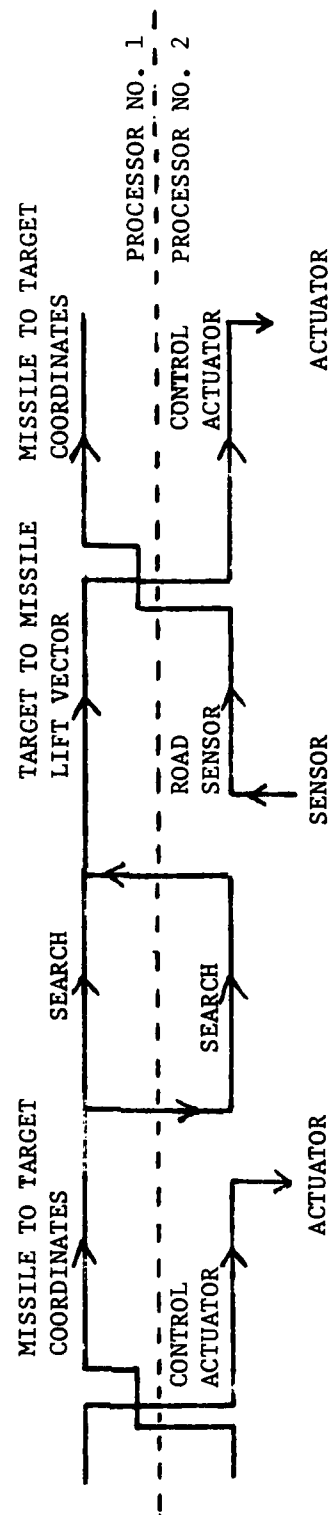 MISSILE TO TARGET
COORDINATES
SEARCH
TARGET TO MISSILE
LIFT VECTOR
MISSILE TO TARGET
COORDINATES
PROCESSOR NO. 1
PROCESSOR NO. 2
CONTROL
ACTUATOR
SEARCH
ROAD
SENSOR
CONTROL
ACTUATOR
ACTUATOR
SENSOR
ACTUATOR